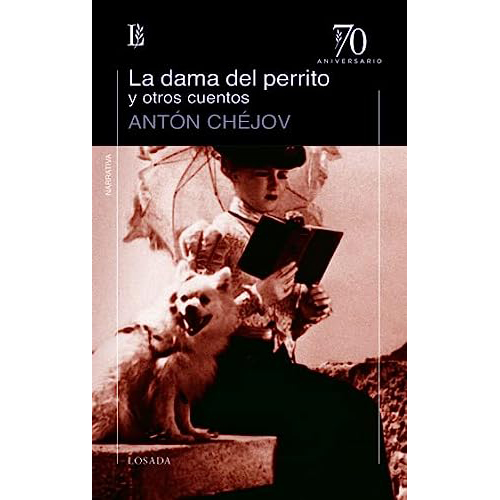 L
70
ANIVERSARIO
La dama del perrito
y otros cuentos
ANTÓN CHÉJOV
NARRATIVA
LOSADA